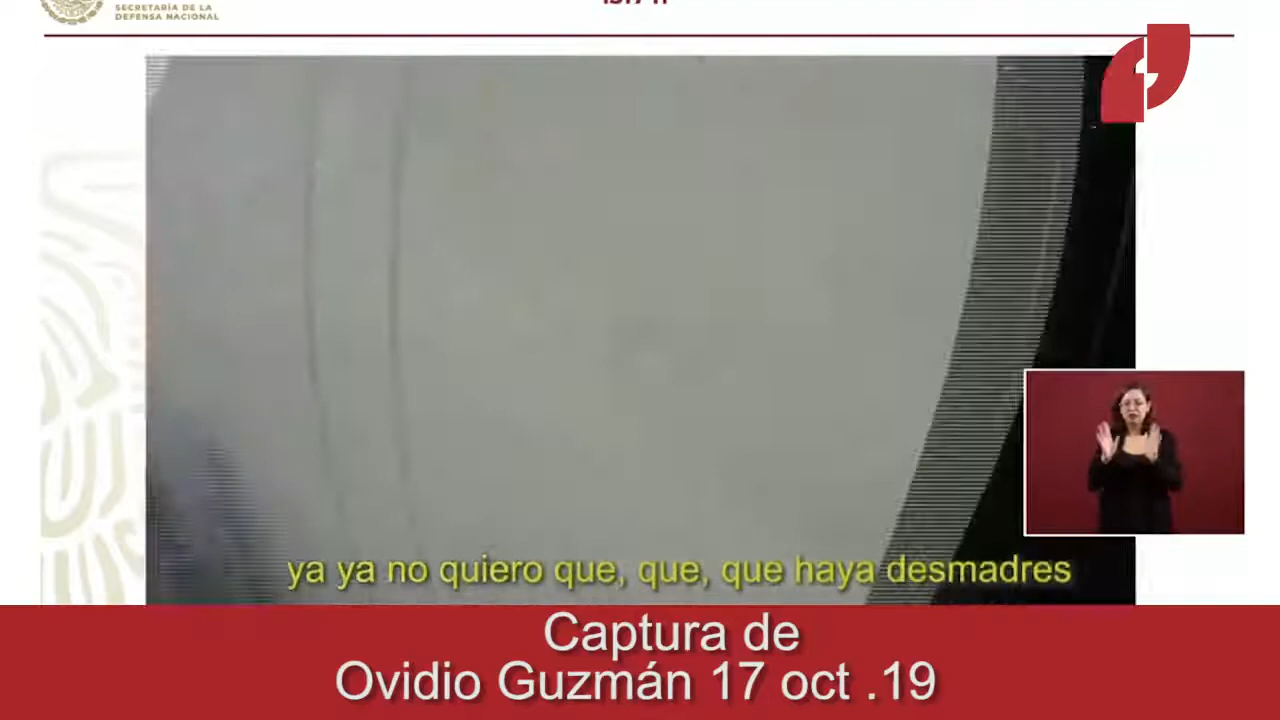 SECRETARÍA DE LA
DEFENSA NACIONAL
ya ya no quiero que, que, que haya desmadres
Captura de
Ovidio Guzmán 17 oct .19